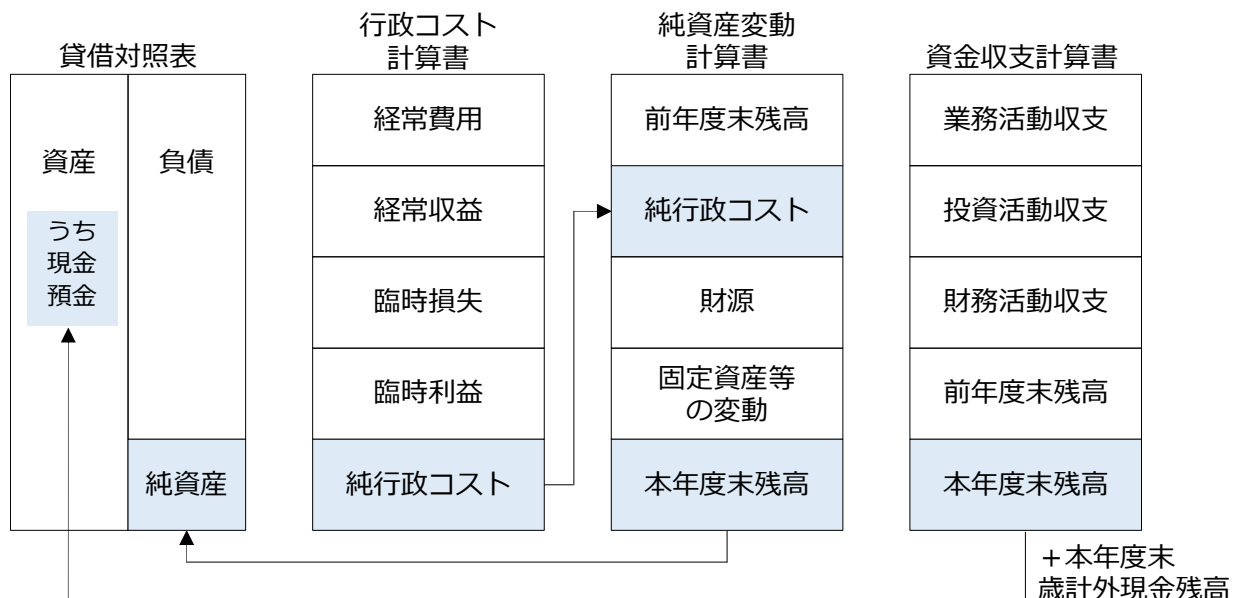 貸借対照表
資産
うち
現金
預金
負債
純資産
行政コスト
計算書
経常費用
経常収益
臨時損失
臨時利益
純行政コスト
純資産変動
計算書
前年度末残高
純行政コスト
財源
固定資産等
の変動
本年度末残高
資金収支計算書
業務活動収支
投資活動収支
財務活動収支
前年度末残高
本年度末残高
＋本年度末
歳計外現金残高